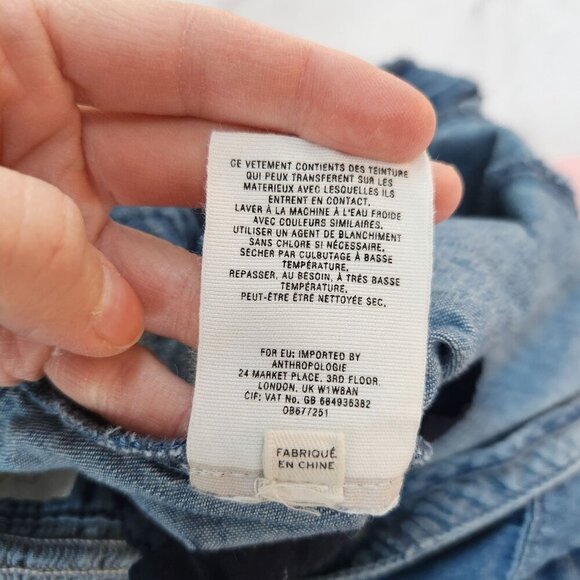 CE VETEMENT CONTIENTS DES TEINTURE
QUI PEUX TRANSFERENT SUR LES
MATERIEUX AVEC LESQUELLES ILS
ENTRENT EN CONTACT.
LAVER À LA MACHINE À L'EAU FROIDE
AVEC COULEURS SIMILAIRES.
UTILISER UN AGENT DE BLANCHIMENT
SANS CHLORE SI NÉCESSAIRE.
SÉCHER PAR CULBUTAGE À BASSE
TEMPÉRATURE.
REPASSER, AU BESOIN, À TRÈS BASSE
TEMPÉRATURE.
PEUT-ÊTRE ÊTRE NETTOYÉE SEC.
FOR EU: IMPORTED BY
ANTHROPOLOGIE
24 MARKET PLACE, 3RD FLOOR.
LONDON. UK W1W8AN
CIF: VAT No. GB 684936382
OB677251
FABRIQUÉ
EN CHINE